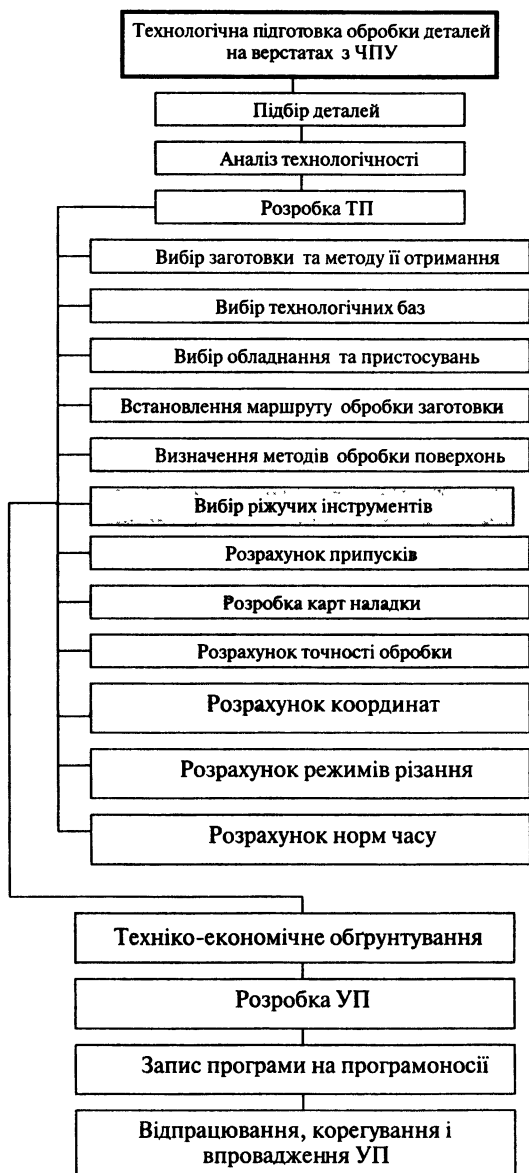 Технологічна підготовка обробки деталей
на верстатах з ЧПУ
Підбір деталей
Аналіз технологічності
Розробка ТП
Вибір заготовки та методу її отримання
Вибір технологічних баз
Вибір обладнання та пристосувань
Встановлення маршруту обробки заготовки
Визначення методів обробки поверхонь
Вибір ріжучих інструментів
Розрахунок припусків
Розробка карт наладки
Розрахунок точності обробки
Розрахунок координат
Розрахунок режимів різання
Розрахунок норм часу
Техніко-економічне обґрунтування
Розробка УП
Запис програми на програмоносії
Відпрацювання, корегування і
впровадження УП